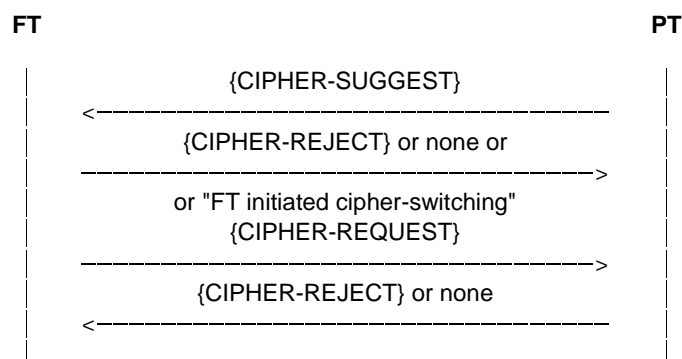 FT PT
{CIPHER-SUGGEST}
{CIPHER-REJECT} or none or
or "FT initiated cipher-switching"
{CIPHER-REQUEST}
{CIPHER-REJECT} or none